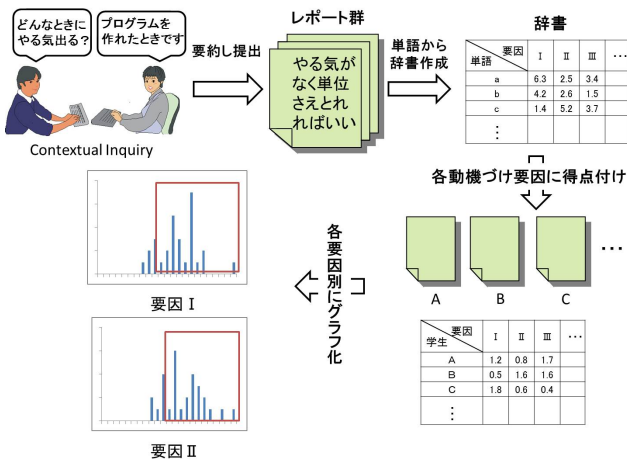 どんなときに
やる気出る？
プログラムを
作れたときです
Contextual Inquiry
要約し提出
レポート群
やる気が
なく単位
さえとれ
ればいい
単語から
辞書作成
辞書
単語 要因 Ⅰ Ⅱ Ⅲ …
a 6.3 2.5 3.4
b 4.2 2.6 1.5
c 1.4 5.2 3.7
⋮
各動機づけ要因に得点付け
A B C …
学生 要因 Ⅰ Ⅱ Ⅲ …
A 1.2 0.8 1.7
B 0.5 1.6 1.6
C 1.8 0.6 0.4
⋮
各要因別にグラフ化
要因Ⅰ
要因Ⅱ